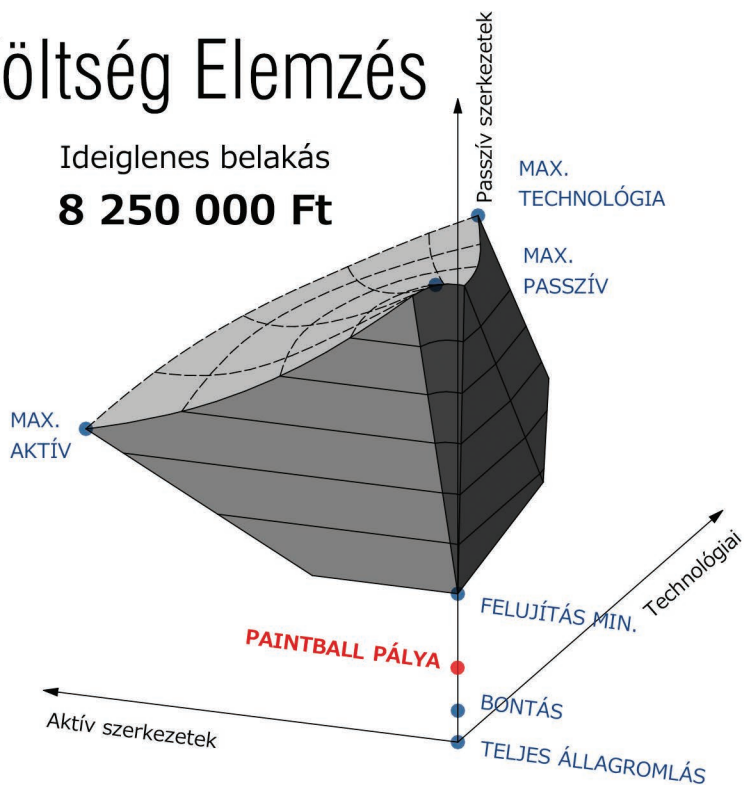 öltség Elemzés
Ideiglenes belakás
8 250 000 Ft
Passzív szerkezetek
MAX.
TECHNOLÓGIA
MAX.
PASSZÍV
MAX.
AKTÍV
FELUJÍTÁS MIN.
Technológiai
PAINTBALL PÁLYA
BONTÁS
Aktív szerkezetek
TELJES ÁLLAGROMLÁS